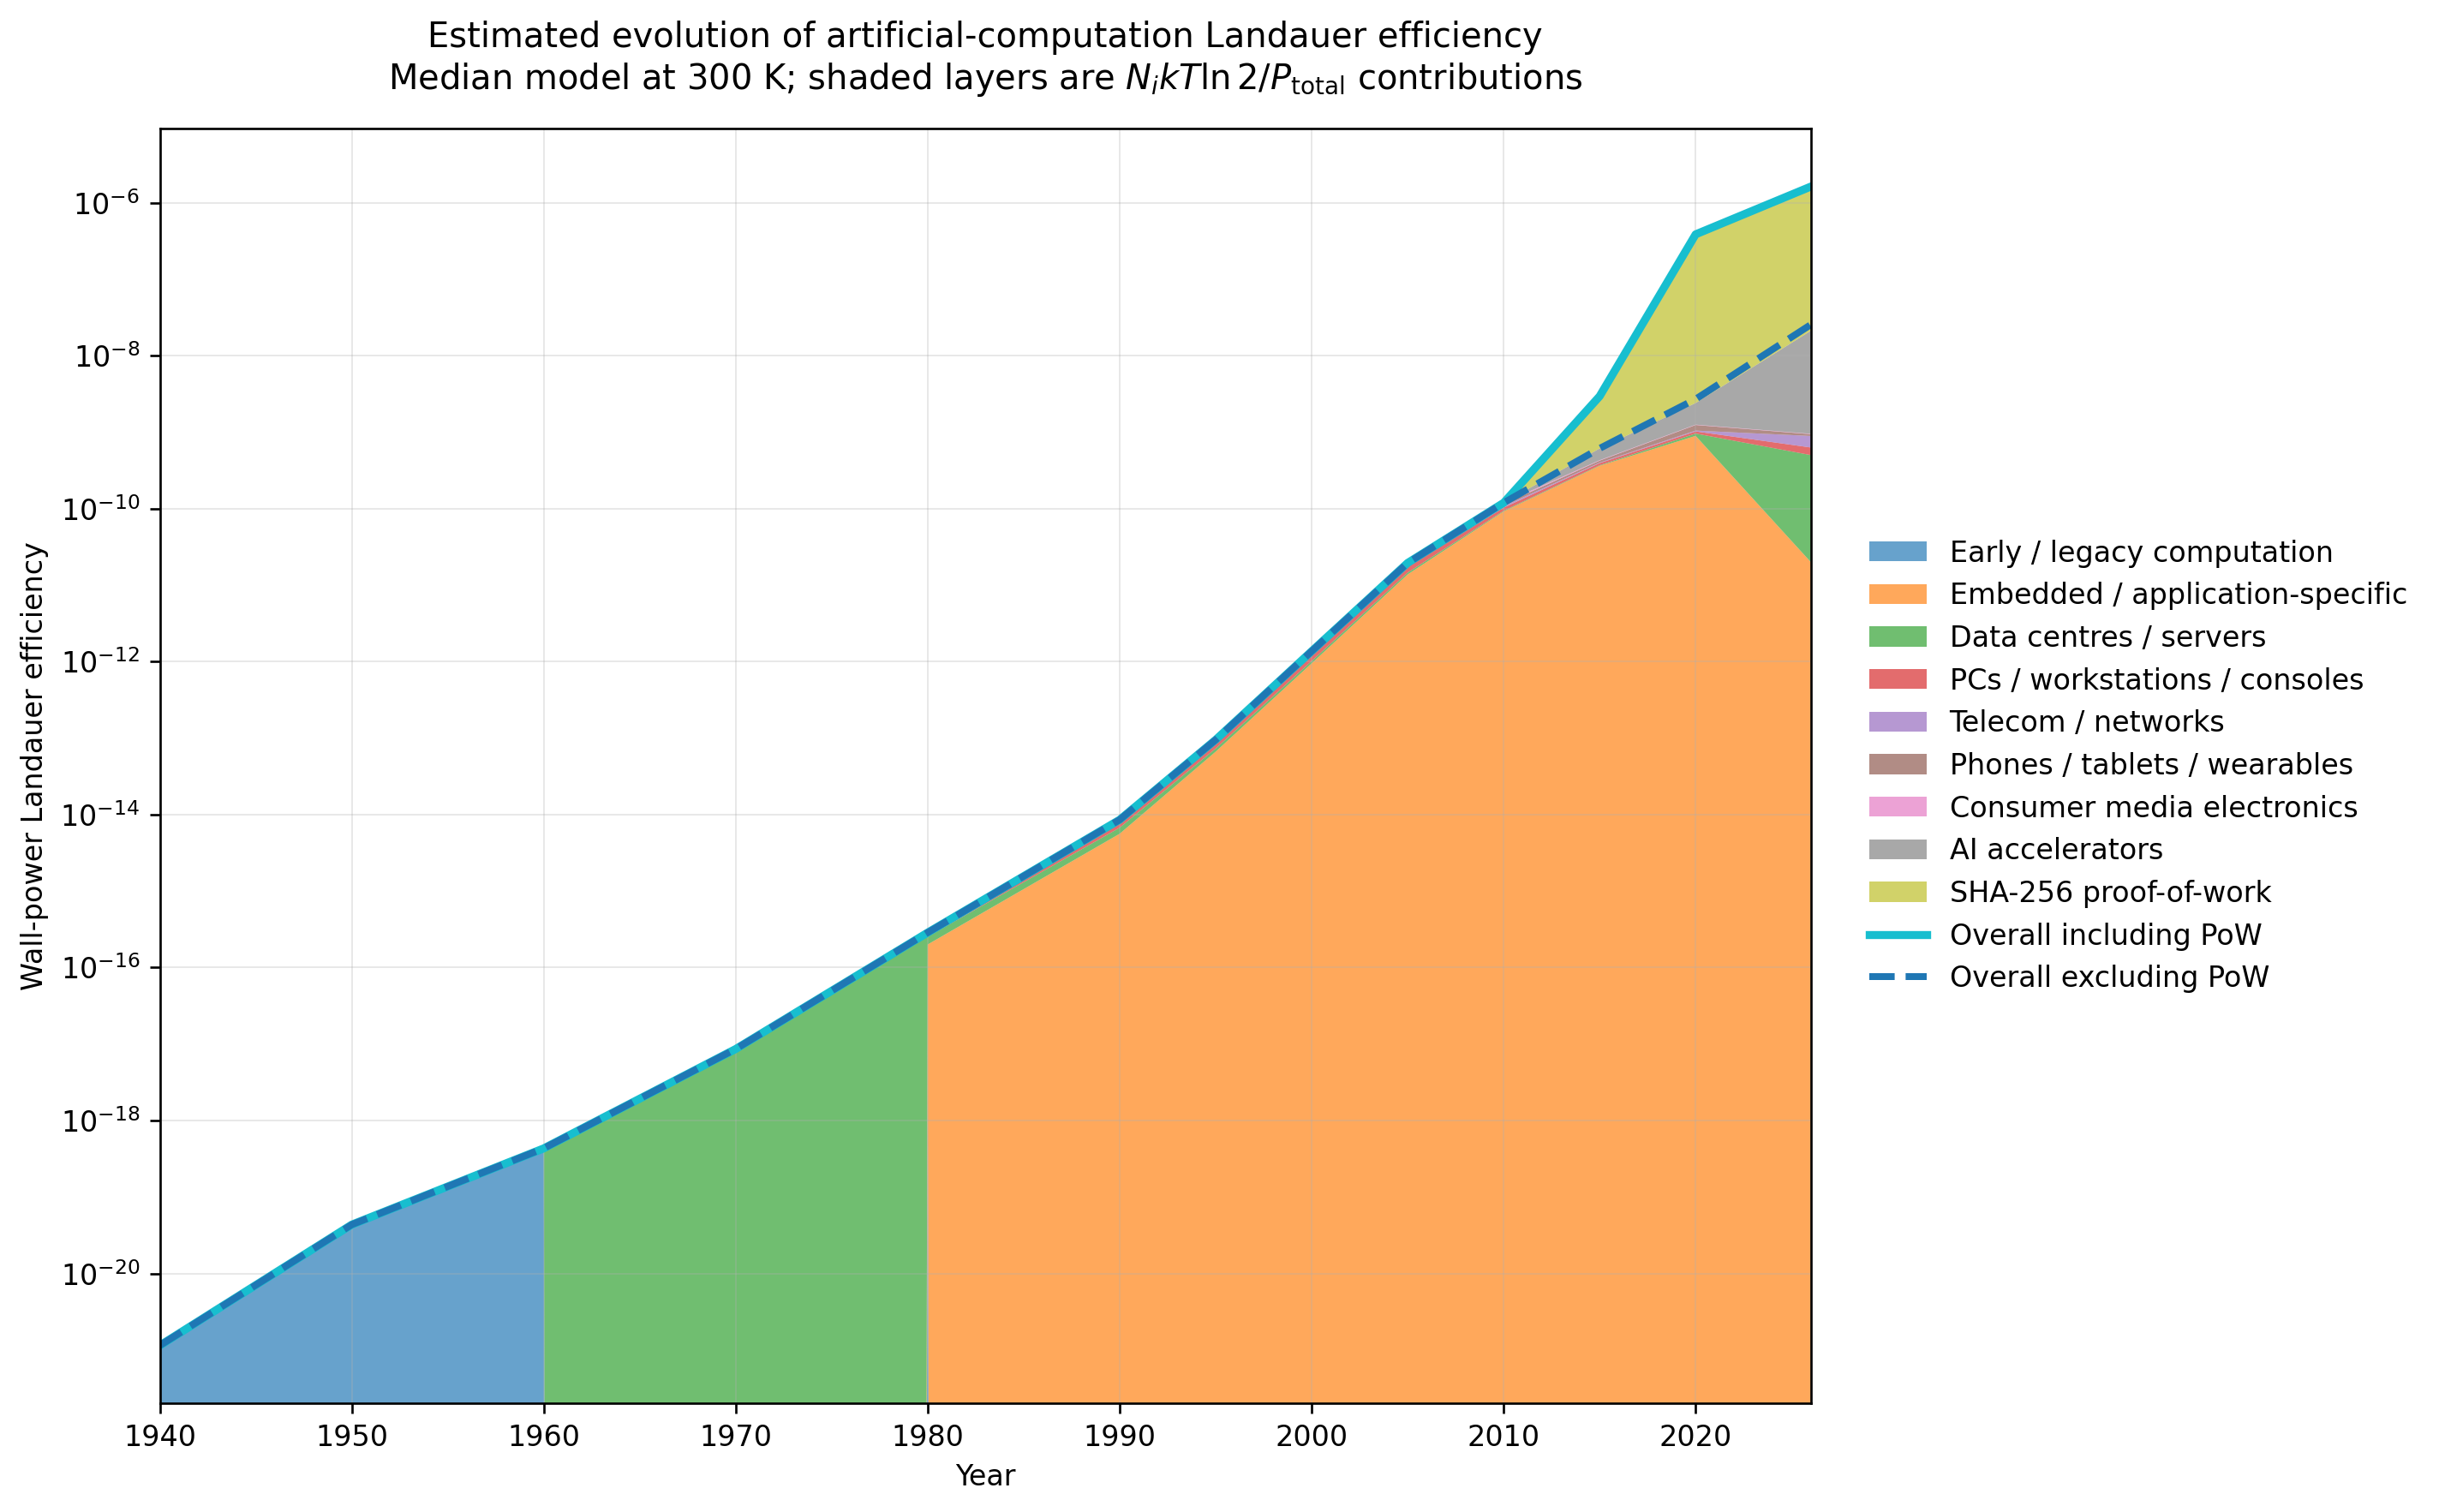 Estimated evolution of artificial-computation Landauer efficiency
Median model at 300 K; shaded layers are NᵢkT ln 2/P_total contributions
Wall-power Landauer efficiency
10⁻⁶
10⁻⁸
10⁻¹⁰
10⁻¹²
10⁻¹⁴
10⁻¹⁶
10⁻¹⁸
10⁻²⁰
1940 1950 1960 1970 1980 1990 2000 2010 2020
Year
Early / legacy computation
Embedded / application-specific
Data centres / servers
PCs / workstations / consoles
Telecom / networks
Phones / tablets / wearables
Consumer media electronics
AI accelerators
SHA-256 proof-of-work
Overall including PoW
Overall excluding PoW